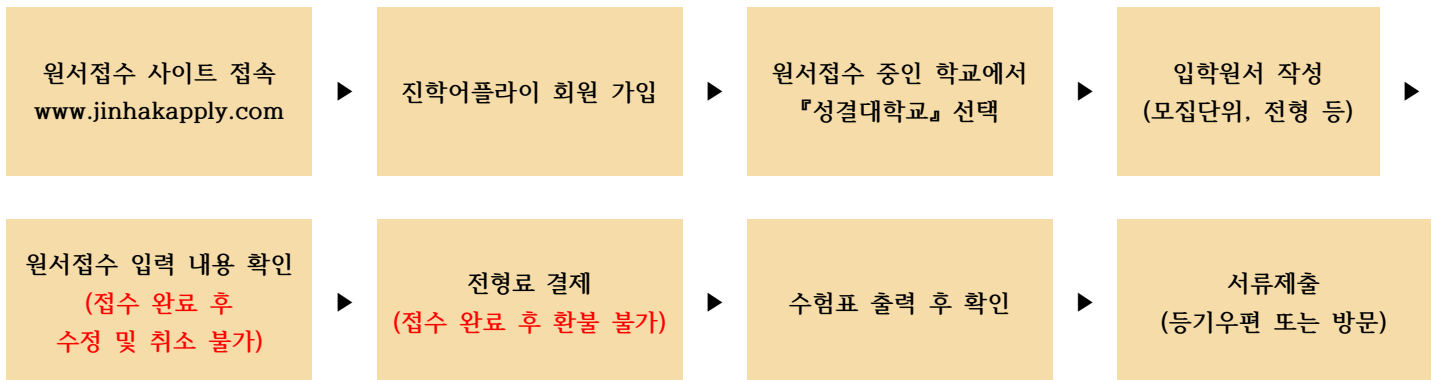 원서접수 사이트 접속
www.jinhakapply.com
▶
진학어플라이 회원 가입
▶
원서접수 중인 학교에서
『성결대학교』 선택
▶
입학원서 작성
(모집단위, 전형 등)
▶
원서접수 입력 내용 확인
(접수 완료 후
수정 및 취소 불가)
▶
전형료 결제
(접수 완료 후 환불 불가)
▶
수험표 출력 후 확인
▶
서류제출
(등기우편 또는 방문)